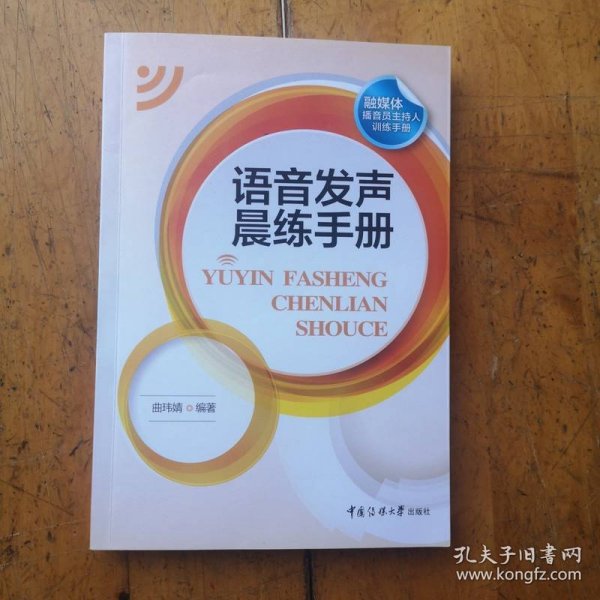 融媒体
播音员主持人
训练手册
语音发声
晨练手册
YUYIN FASHENG
CHENLIAN
SHOUCE
曲玮婧 编著
中国传媒大学出版社
孔夫子旧书网
www.kongfz.com